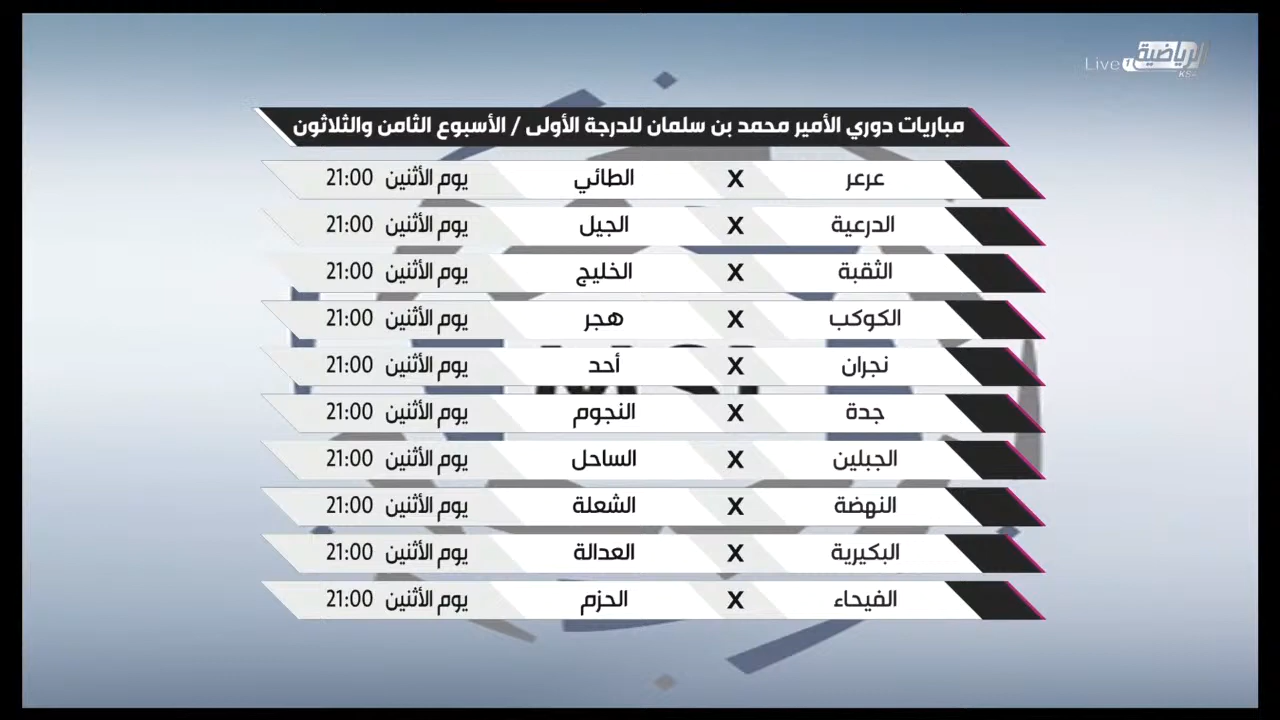 الرياضية
Live 1
KSA
مباريات دوري الأمير محمد بن سلمان للدرجة الأولى / الأسبوع الثامن والثلاثون
عرعر X الطائي يوم الأثنين 21:00
الدرعية X الجيل يوم الأثنين 21:00
الثقبة X الخليج يوم الأثنين 21:00
الكوكب X هجر يوم الأثنين 21:00
نجران X أحد يوم الأثنين 21:00
جدة X النجوم يوم الأثنين 21:00
الجبلين X الساحل يوم الأثنين 21:00
النهضة X الشعلة يوم الأثنين 21:00
البكيرية X العدالة يوم الأثنين 21:00
الفيحاء X الحزم يوم الأثنين 21:00